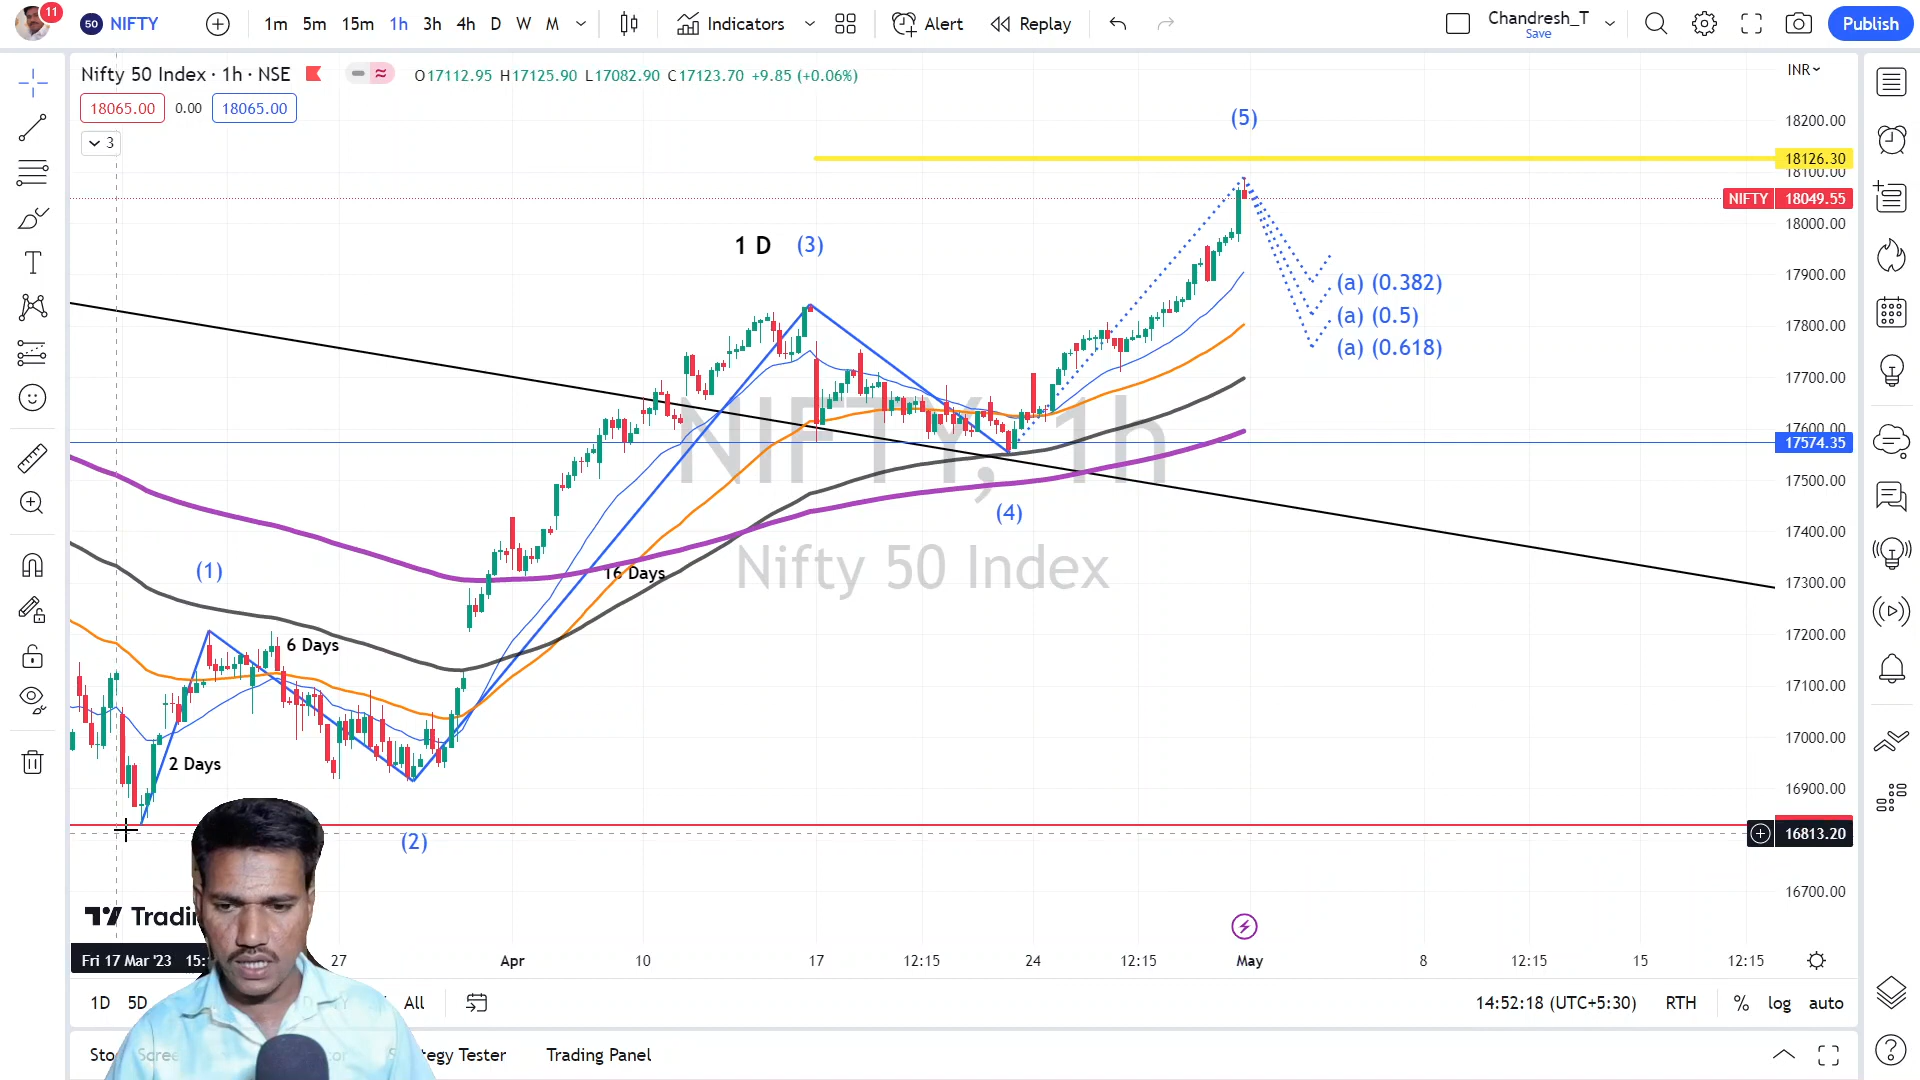 11
50 NIFTY
1m 5m 15m 1h 3h 4h D W M
Indicators
Alert
Replay
Chandresh_T
Save
Publish
Nifty 50 Index · 1h · NSE
O17112.95 H17125.90 L17082.90 C17123.70 +9.85 (+0.06%)
INR
18065.00 0.00 18065.00
3
(5)
18200.00
18126.30
18100.00
NIFTY 18049.55
18000.00
1 D (3)
17900.00
(a) (0.382)
(a) (0.5)
17800.00
(a) (0.618)
17700.00
NIFTY, 1h
17600.00
17574.35
17500.00
(4)
17400.00
Nifty 50 Index
(1)
16 Days
17300.00
6 Days
17200.00
17100.00
17000.00
2 Days
16900.00
(2)
16813.20
16700.00
Fri 17 Mar '23
27 Apr 10 17 12:15 24 12:15 May 8 12:15 15 12:15
1D 5D All
14:52:18 (UTC+5:30) RTH % log auto
Trading Panel